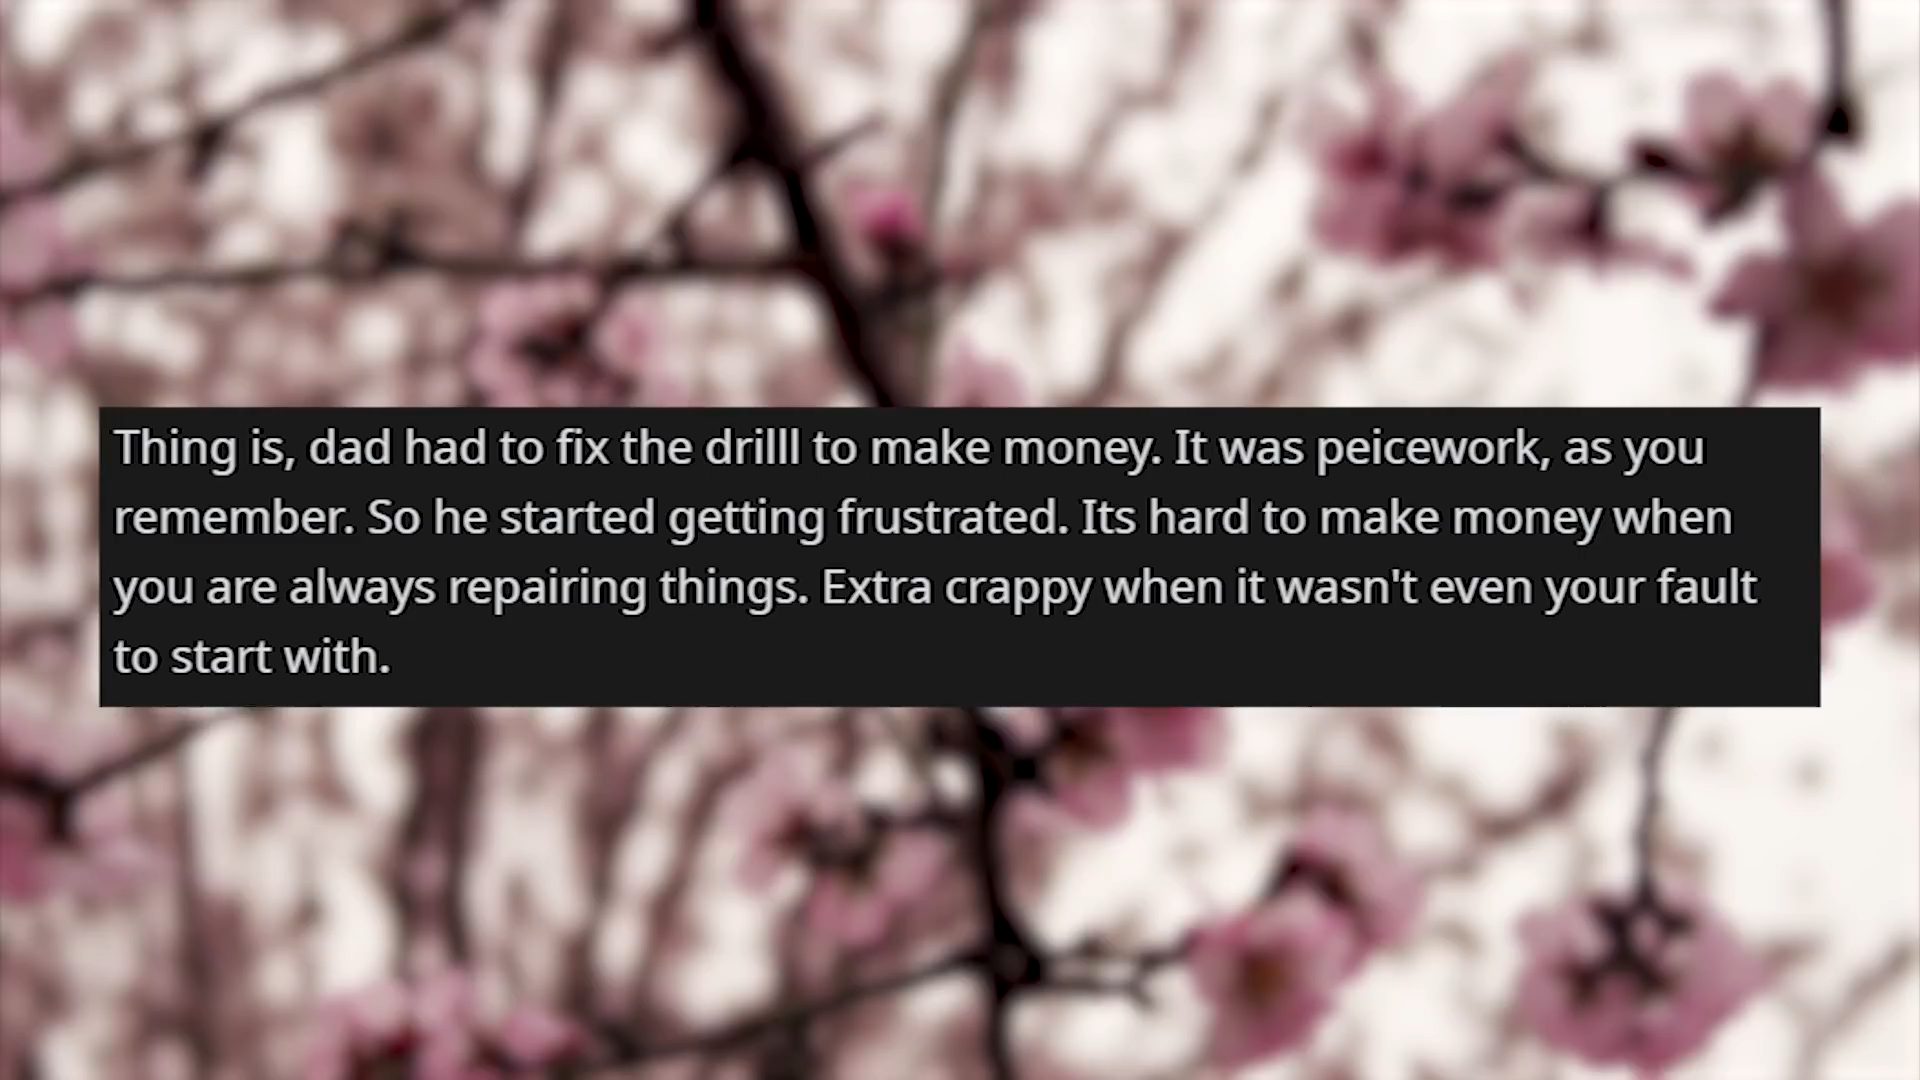 Thing is, dad had to fix the drilll to make money. It was peicework, as you
remember. So he started getting frustrated. Its hard to make money when
you are always repairing things. Extra crappy when it wasn't even your fault
to start with.